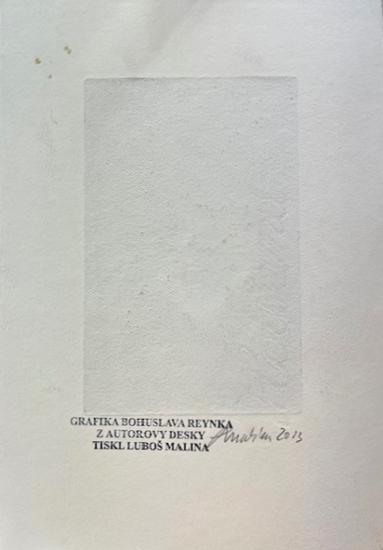 GRAFIKA BOHUSLAVA REYNKA
Z AUTOROVY DESKY
TISKL LUBOŠ MALINA
2013